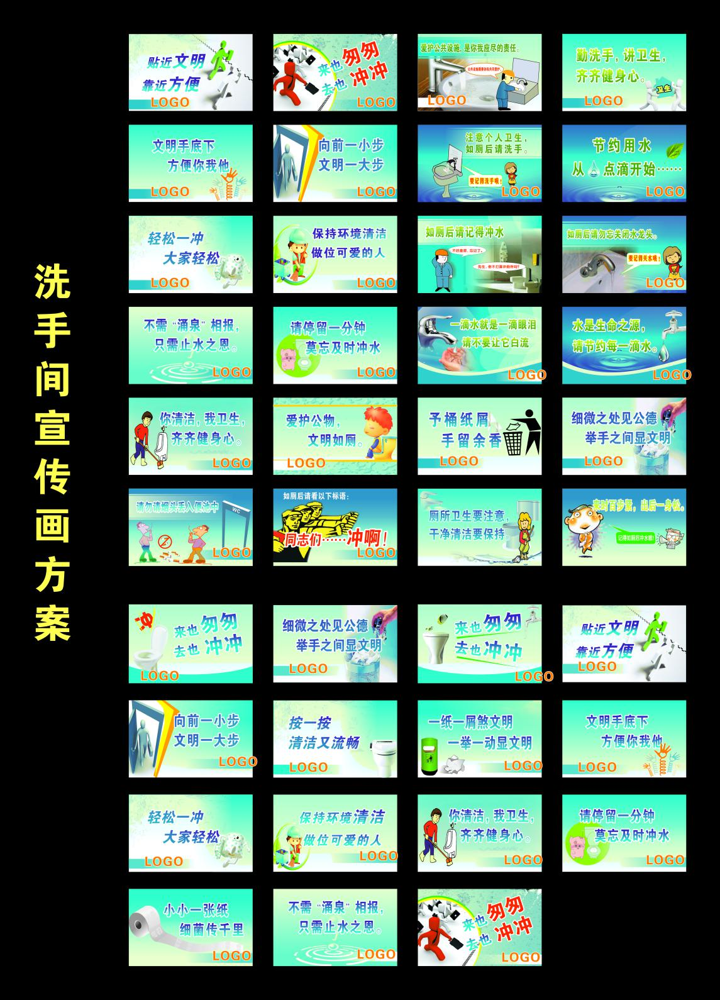 洗手间宣传画方案
贴近文明
靠近方便
LOGO
来也匆匆
去也冲冲
LOGO
爱护公共设施，是你我应尽的责任。
公共设施需要你我共同爱护。
LOGO
勤洗手，讲卫生，
齐齐健身心。
卫生
LOGO
文明手底下
方便你我他
LOGO
向前一小步
文明一大步
LOGO
注意个人卫生，
如厕后请洗手。
要记得洗手哦！
LOGO
节约用水
从点滴开始……
LOGO
轻松一冲
大家轻松
LOGO
保持环境清洁
做位可爱的人
LOGO
如厕后请记得冲水
不好意思，忘记了。
先生，你不打算冲厕所吗？
如厕后请勿忘关闭水龙头。
要记得关水哦！
LOGO
不需“涌泉”相报，
只需止水之恩。
LOGO
请停留一分钟
莫忘及时冲水
LOGO
一滴水就是一滴眼泪
请不要让它白流
LOGO
水是生命之源，
请节约每一滴水。
LOGO
你清洁，我卫生，
齐齐健身心。
LOGO
爱护公物，
文明如厕。
LOGO
予桶纸屑
手留余香
LOGO
细微之处见公德
举手之间显文明
LOGO
请勿请烟头丢入便池中
WC
LOGO
如厕后请看以下标语：
同志们……冲啊！
LOGO
厕所卫生要注意，
干净清洁要保持。
来时百步紧，出后一身松。
记得如厕后冲水哦！
冲
来也匆匆
去也冲冲
LOGO
细微之处见公德
举手之间显文明
LOGO
来也匆匆
去也冲冲
LOGO
贴近文明
靠近方便
LOGO
向前一小步
文明一大步
LOGO
按一按
清洁又流畅
LOGO
一纸一屑煞文明
一举一动显文明
LOGO
文明手底下
方便你我他
LOGO
轻松一冲
大家轻松
LOGO
保持环境清洁
做位可爱的人
LOGO
你清洁，我卫生，
齐齐健身心。
LOGO
请停留一分钟
莫忘及时冲水
LOGO
小小一张纸
细菌传千里
LOGO
不需“涌泉”相报，
只需止水之恩。
LOGO
来也匆匆
去也冲冲
LOGO